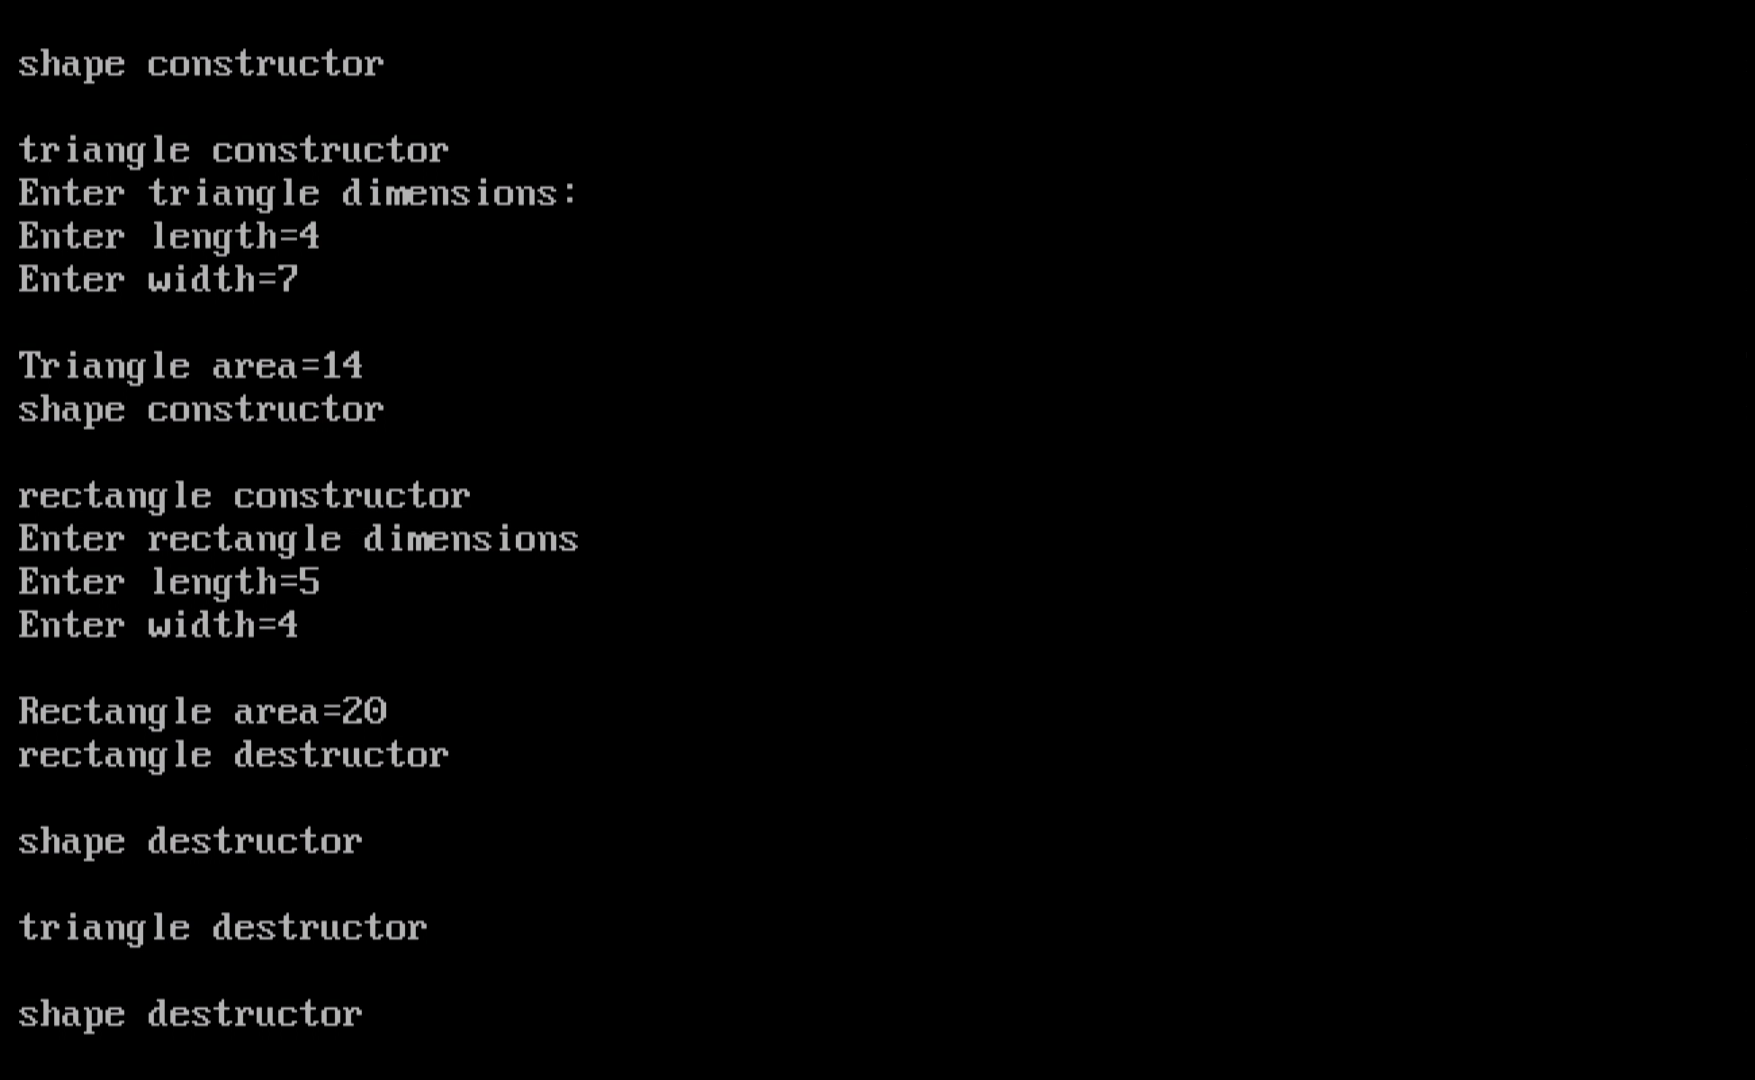 shape constructor
triangle constructor
Enter triangle dimensions:
Enter length=4
Enter width=7
Triangle area=14
shape constructor
rectangle constructor
Enter rectangle dimensions
Enter length=5
Enter width=4
Rectangle area=20
rectangle destructor
shape destructor
triangle destructor
shape destructor